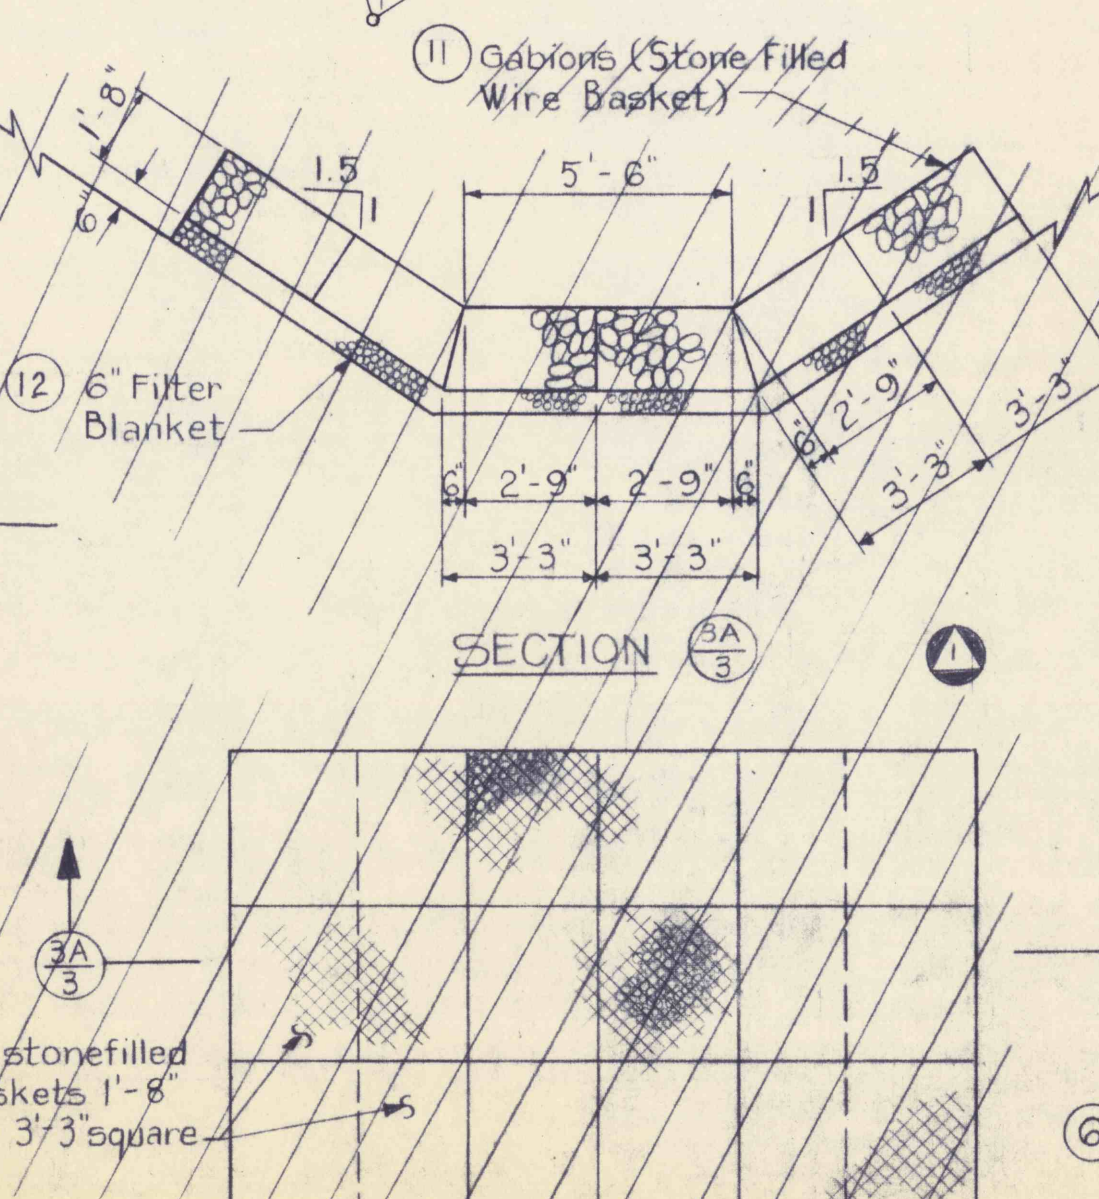 11 Gabions (Stone Filled
Wire Basket)
1'-8"
6"
1.5
1
5'-6"
1.5
1
12 6" Filter
Blanket
6" 2'-9" 2'-9" 6"
3'-3" 3'-3"
6" 2'-9"
3'-3"
3'-3"
SECTION 3A
3
1
3A
3
stonefilled
skets 1'-8"
3'-3" square
6